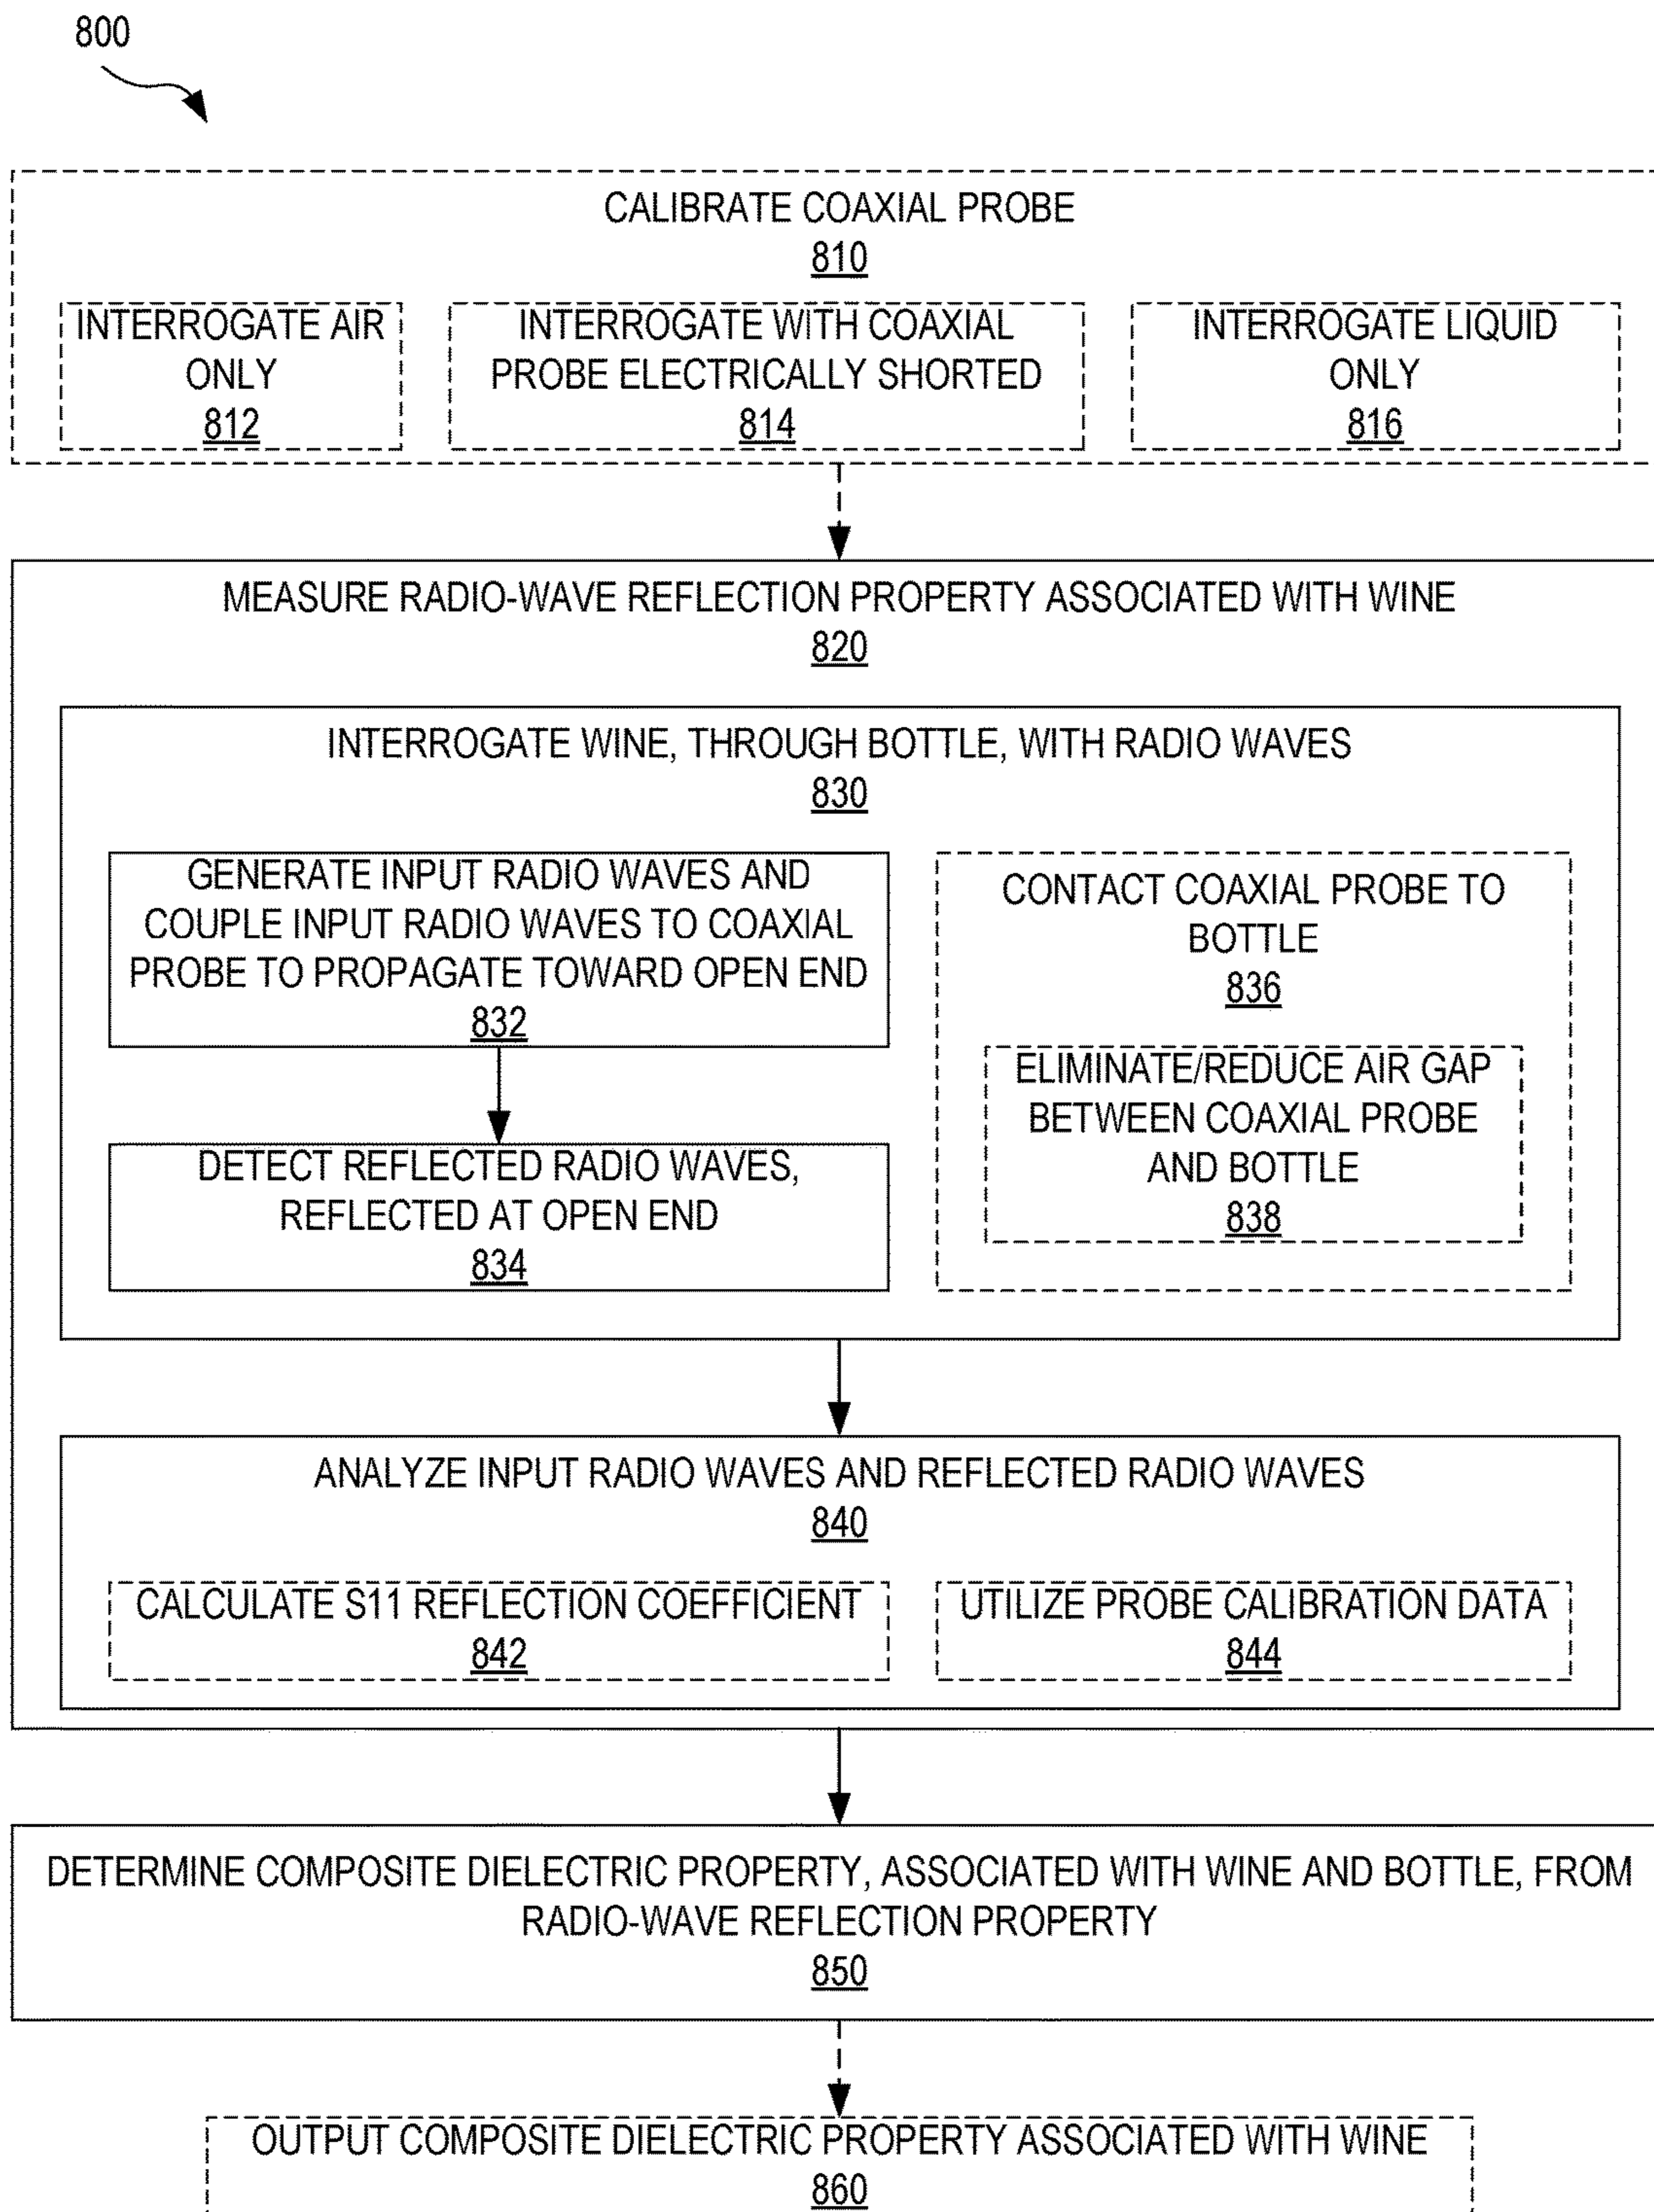 800
CALIBRATE COAXIAL PROBE
810
INTERROGATE AIR
ONLY
812
INTERROGATE WITH COAXIAL
PROBE ELECTRICALLY SHORTED
814
INTERROGATE LIQUID
ONLY
816
MEASURE RADIO-WAVE REFLECTION PROPERTY ASSOCIATED WITH WINE
820
INTERROGATE WINE, THROUGH BOTTLE, WITH RADIO WAVES
830
GENERATE INPUT RADIO WAVES AND
COUPLE INPUT RADIO WAVES TO COAXIAL
PROBE TO PROPAGATE TOWARD OPEN END
832
DETECT REFLECTED RADIO WAVES,
REFLECTED AT OPEN END
834
CONTACT COAXIAL PROBE TO
BOTTLE
836
ELIMINATE/REDUCE AIR GAP
BETWEEN COAXIAL PROBE
AND BOTTLE
838
ANALYZE INPUT RADIO WAVES AND REFLECTED RADIO WAVES
840
CALCULATE S11 REFLECTION COEFFICIENT
842
UTILIZE PROBE CALIBRATION DATA
844
DETERMINE COMPOSITE DIELECTRIC PROPERTY, ASSOCIATED WITH WINE AND BOTTLE, FROM
RADIO-WAVE REFLECTION PROPERTY
850
OUTPUT COMPOSITE DIELECTRIC PROPERTY ASSOCIATED WITH WINE
860